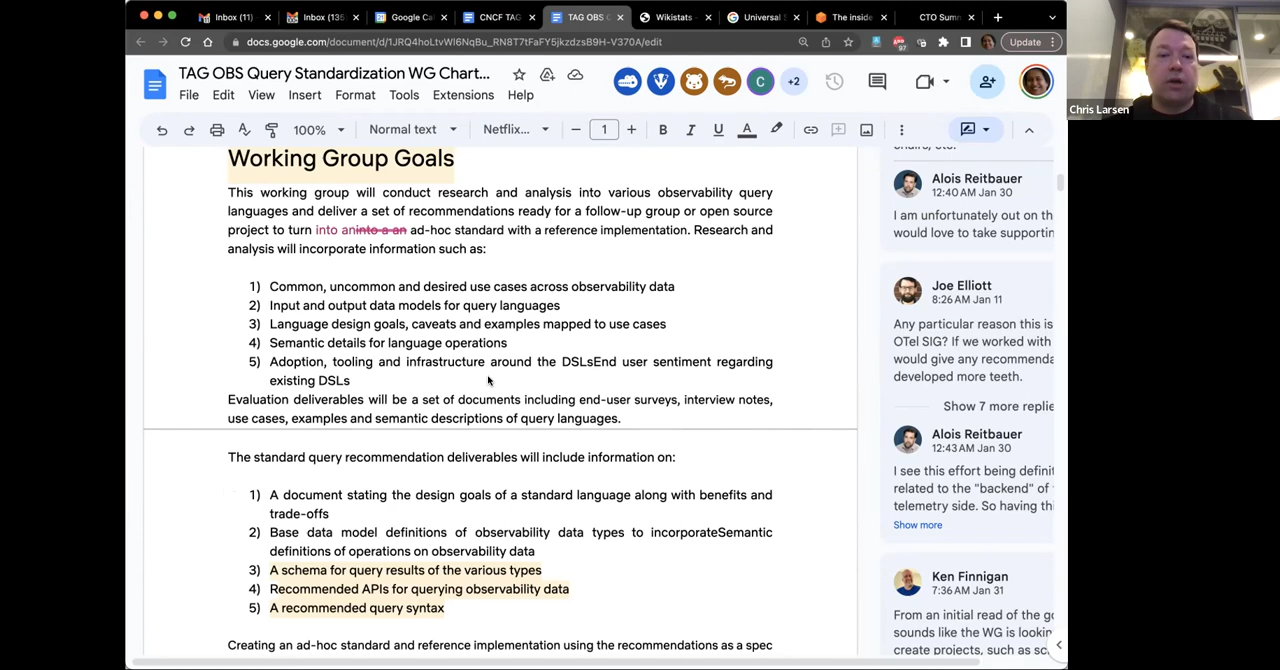 Inbox (11)
Inbox (135
Google Ca
CNCF TAG
TAG OBS C
Wikistats -
Universal S
The inside
CTO Sum
docs.google.com/document/d/1JRQ4hoLtvWl6NqBu_RN8T7tFaFY5jkzdzsB9H-V370A/edit
97
Update
TAG OBS Query Standardization WG Chart...
C
+2
File Edit View Insert Format Tools Extensions Help
100%
Normal text
Netflix...
1
B I U A
Chris Larsen
Working Group Goals
This working group will conduct research and analysis into various observability query
languages and deliver a set of recommendations ready for a follow-up group or open source
project to turn into aninto a an ad-hoc standard with a reference implementation. Research and
analysis will incorporate information such as:
1) Common, uncommon and desired use cases across observability data
2) Input and output data models for query languages
3) Language design goals, caveats and examples mapped to use cases
4) Semantic details for language operations
5) Adoption, tooling and infrastructure around the DSLsEnd user sentiment regarding
existing DSLs
Evaluation deliverables will be a set of documents including end-user surveys, interview notes,
use cases, examples and semantic descriptions of query languages.
The standard query recommendation deliverables will include information on:
1) A document stating the design goals of a standard language along with benefits and
trade-offs
2) Base data model definitions of observability data types to incorporateSemantic
definitions of operations on observability data
3) A schema for query results of the various types
4) Recommended APIs for querying observability data
5) A recommended query syntax
Creating an ad-hoc standard and reference implementation using the recommendations as a spec
chairs, etc.
Alois Reitbauer
12:40 AM Jan 30
I am unfortunately out on th
would love to take supportin
Joe Elliott
8:26 AM Jan 11
Any particular reason this is
OTel SIG? If we worked with
would give any recommenda
developed more teeth.
Show 7 more replie
Alois Reitbauer
12:43 AM Jan 30
I see this effort being definit
related to the "backend" of
telemetry side. So having thi
Show more
Ken Finnigan
7:36 AM Jan 31
From an initial read of the go
sounds like the WG is lookin
create projects, such as sc